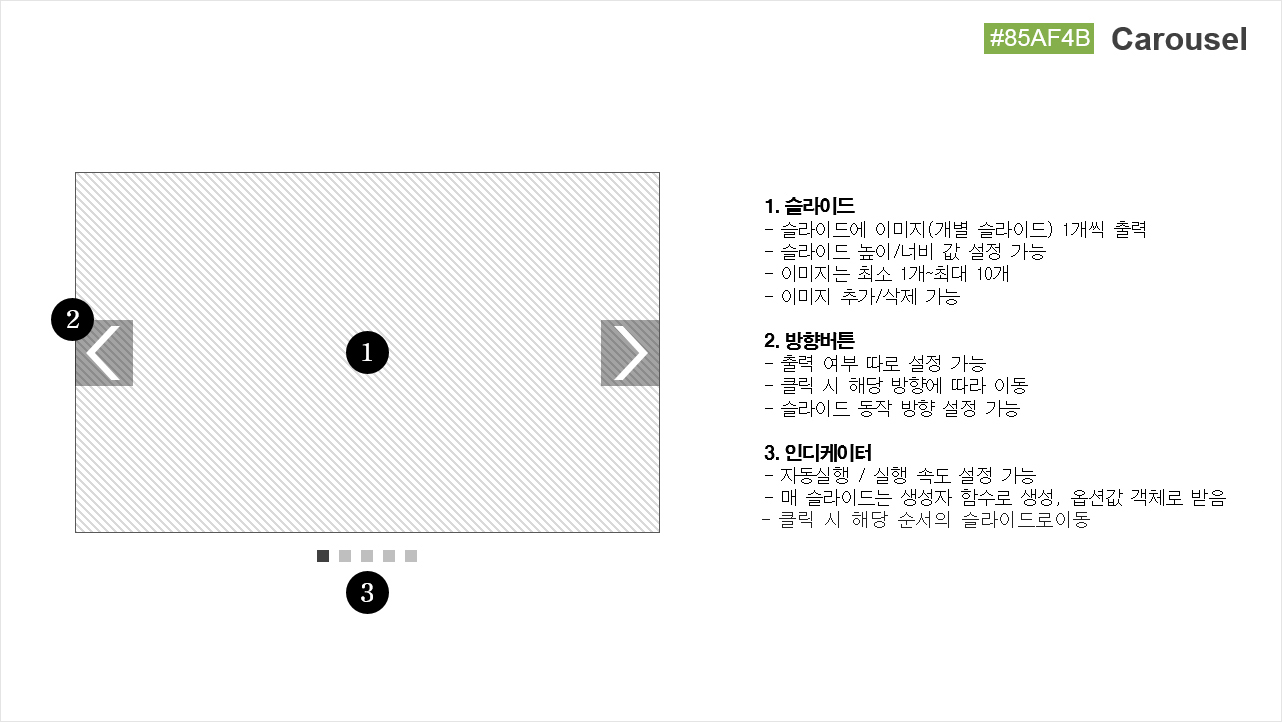 #85AF4B Carousel
1. 슬라이드
- 슬라이드에 이미지(개별 슬라이드) 1개씩 출력
- 슬라이드 높이/너비 값 설정 가능
- 이미지는 최소 1개~최대 10개
- 이미지 추가/삭제 가능
2
1
2. 방향버튼
- 출력 여부 따로 설정 가능
- 클릭 시 해당 방향에 따라 이동
- 슬라이드 동작 방향 설정 가능
3. 인디케이터
- 자동실행 / 실행 속도 설정 가능
- 매 슬라이드는 생성자 함수로 생성, 옵션값 객체로 받음
- 클릭 시 해당 순서의 슬라이드로이동
3